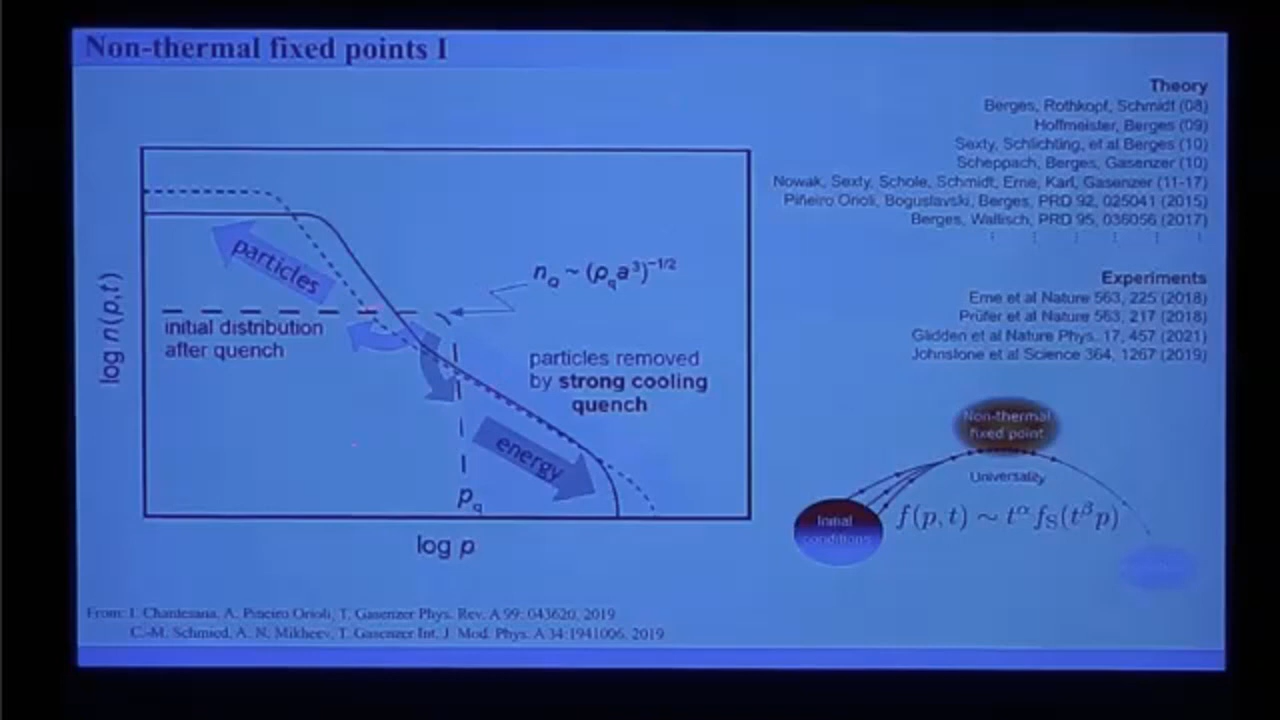 Non-thermal fixed points I
Theory
Berges, Rothkopf, Schmidt (08)
Hoffmeister, Berges (09)
Sexty, Schlichting, et al Berges (10)
Scheppach, Berges, Gasenzer (10)
Nowak, Sexty, Schole, Schmidt, Erne, Karl, Gasenzer (11-17)
Piñeiro Orioli, Boguslavski, Berges, PRD 92, 025041 (2015)
Berges, Wallisch, PRD 95, 036056 (2017)
Experiments
Erne et al Nature 563, 225 (2018)
Prüfer et al Nature 563, 217 (2018)
Glidden et al Nature Phys. 17, 457 (2021)
Johnstone et al Science 364, 1267 (2019)
log n(p,t)
particles
n_Q ~ (ρ_q a³)^{-1/2}
initial distribution
after quench
particles removed
by strong cooling
quench
energy
p_q
log p
Non-thermal
fixed point
Universality
Initial
conditions
f(p,t) ∼ t^α f_S(t^β p)
From: I. Chantesana, A. Piñeiro Orioli, T. Gasenzer Phys. Rev. A 99: 043620, 2019
C.-M. Schmied, A. N. Mikheev, T. Gasenzer Int. J. Mod. Phys. A 34:1941006, 2019